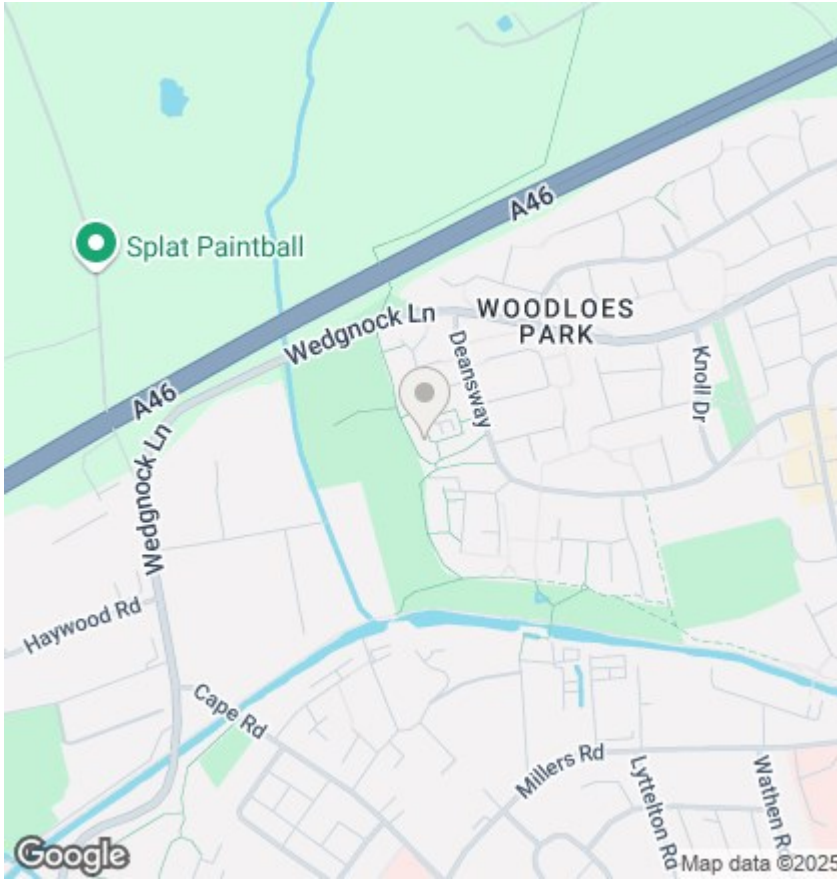 A46
Splat Paintball
Wedgnock Ln
WOODLOES
PARK
Deansway
Knoll Dr
A46
Wedgnock Ln
Haywood Rd
Cape Rd
Millers Rd
Lyttelton Rd
Wathen Rd
Google
Map data ©2025